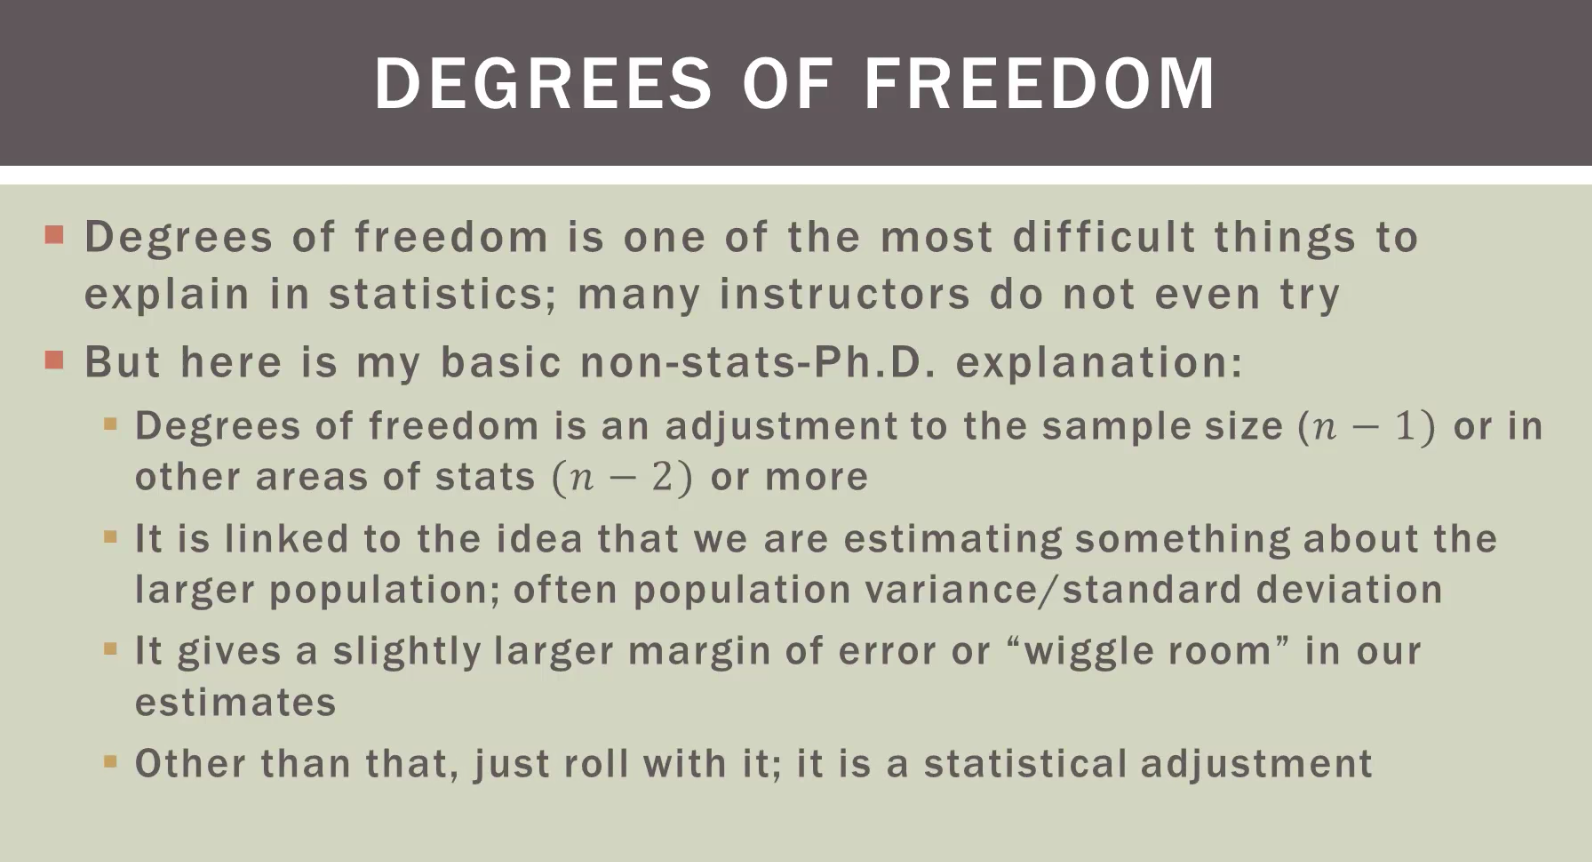 DEGREES OF FREEDOM
Degrees of freedom is one of the most difficult things to
explain in statistics; many instructors do not even try
But here is my basic non-stats-Ph.D. explanation:
Degrees of freedom is an adjustment to the sample size (n − 1) or in
other areas of stats (n − 2) or more
It is linked to the idea that we are estimating something about the
larger population; often population variance/standard deviation
It gives a slightly larger margin of error or “wiggle room” in our
estimates
Other than that, just roll with it; it is a statistical adjustment